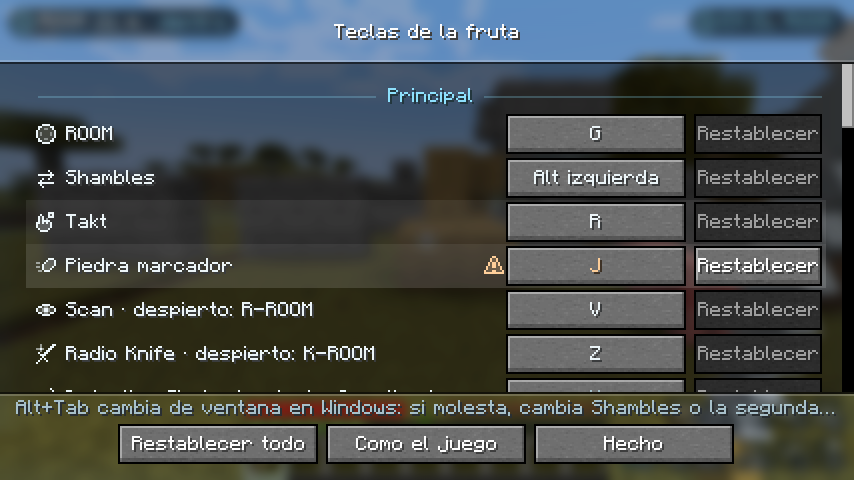 Teclas de la fruta
Principal
ROOM G Restablecer
Shambles Alt izquierda Restablecer
Takt R Restablecer
Piedra marcador J Restablecer
Scan · despierto: R-ROOM V Restablecer
Radio Knife · despierto: K-ROOM Z Restablecer
Alt+Tab cambia de ventana en Windows: si molesta, cambia Shambles o la segunda...
Restablecer todo Como el juego Hecho